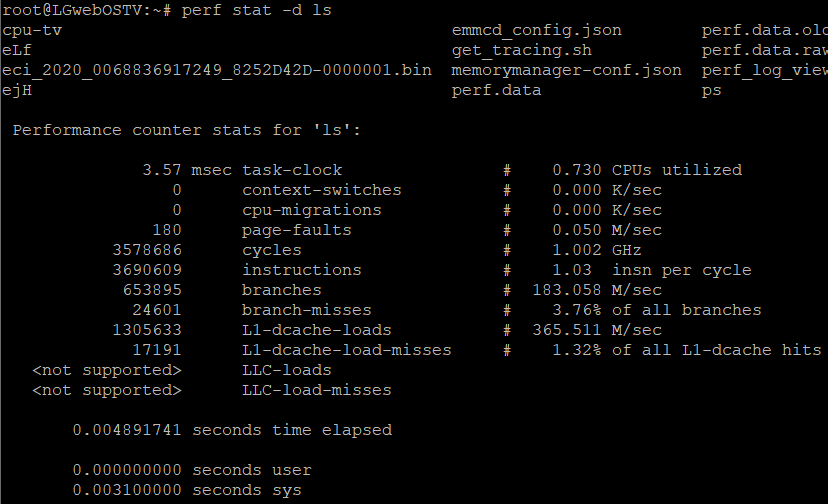 root@LGwebOSTV:~# perf stat -d ls
cpu-tv emmcd_config.json perf.data.old
eLf get_tracing.sh perf.data.raw
eci_2020_0068836917249_8252D42D-0000001.bin memorymanager-conf.json perf_log_view
ejH perf.data ps
Performance counter stats for 'ls':
3.57 msec task-clock # 0.730 CPUs utilized
0 context-switches # 0.000 K/sec
0 cpu-migrations # 0.000 K/sec
180 page-faults # 0.050 M/sec
3578686 cycles # 1.002 GHz
3690609 instructions # 1.03 insn per cycle
653895 branches # 183.058 M/sec
24601 branch-misses # 3.76% of all branches
1305633 L1-dcache-loads # 365.511 M/sec
17191 L1-dcache-load-misses # 1.32% of all L1-dcache hits
<not supported> LLC-loads
<not supported> LLC-load-misses
0.004891741 seconds time elapsed
0.000000000 seconds user
0.003100000 seconds sys